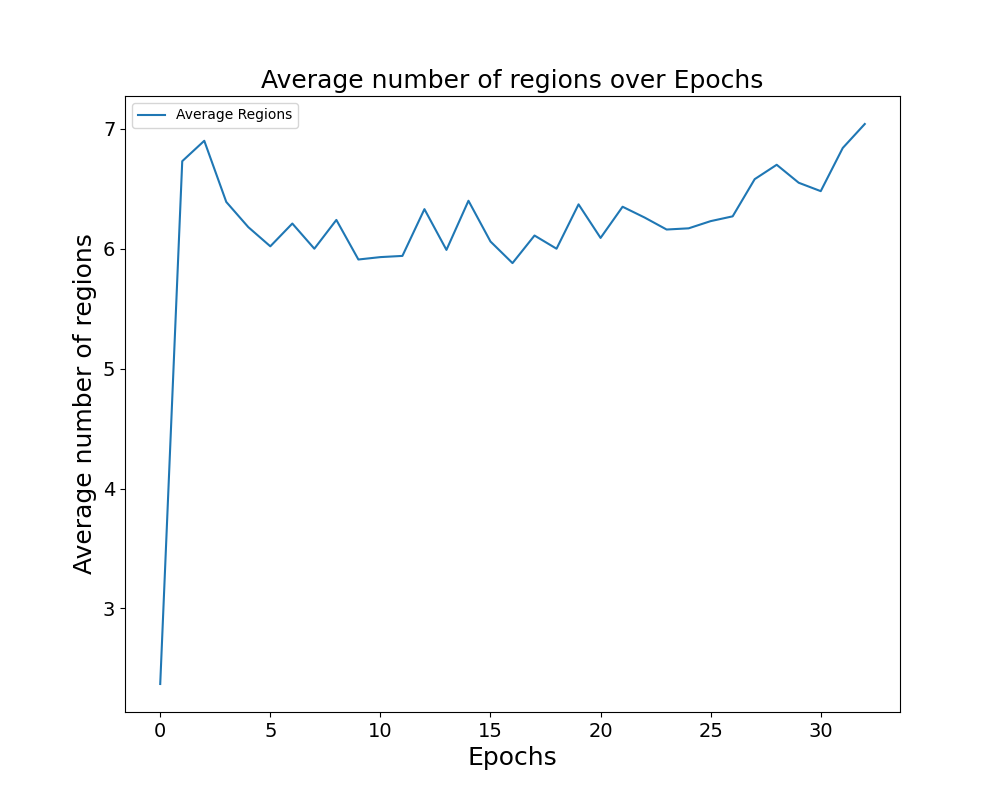 Average number of regions over Epochs
Average Regions
Average number of regions
7
6
5
4
3
0 5 10 15 20 25 30
Epochs